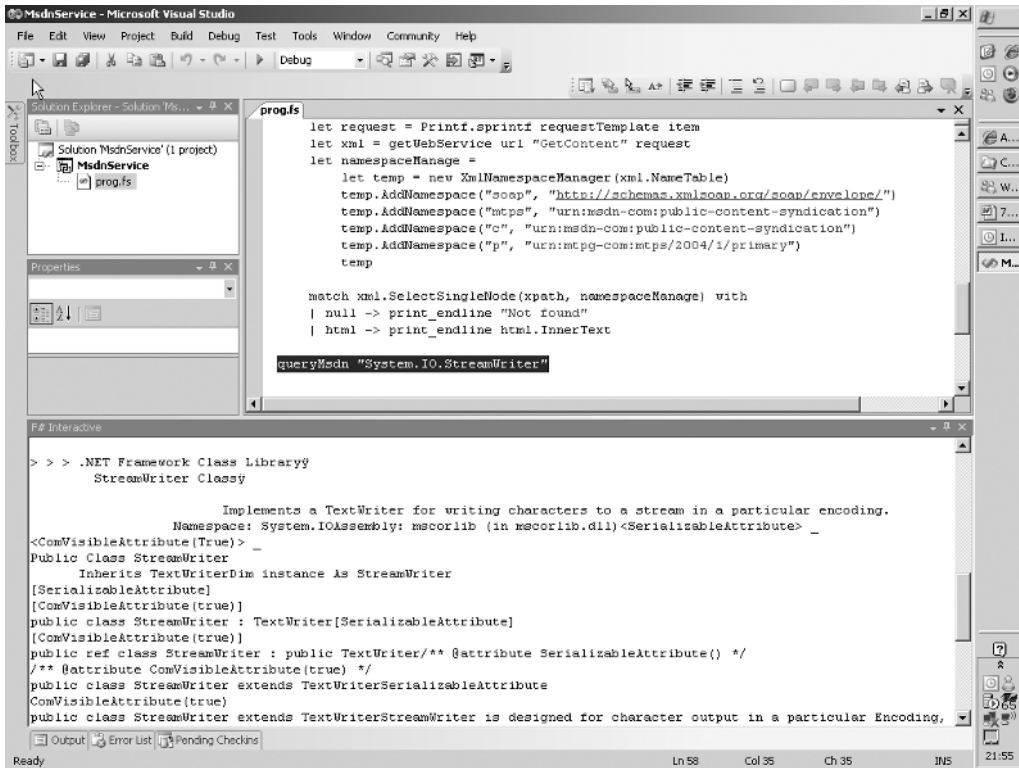 MsdnService - Microsoft Visual Studio
File Edit View Project Build Debug Test Tools Window Community Help
Debug
Toolbox
Solution Explorer - Solution 'Ms...
Solution 'MsdnService' (1 project)
MsdnService
prog.fs
Properties
prog.fs
let request = Printf.sprintf requestTemplate item
let xml = getWebService url "GetContent" request
let namespaceManage =
let temp = new XmlNamespaceManager(xml.NameTable)
temp.AddNamespace("soap", "http://schemas.xmlsoap.org/soap/envelope/")
temp.AddNamespace("mtps", "urn:msdn-com:public-content-syndication")
temp.AddNamespace("c", "urn:msdn-com:public-content-syndication")
temp.AddNamespace("p", "urn:mtpg-com:mtps/2004/1/primary")
temp
match xml.SelectSingleNode(xpath, namespaceManage) with
| null -> print_endline "Not found"
| html -> print_endline html.InnerText
queryMsdn "System.IO.StreamWriter"
F# Interactive
> > > .NET Framework Class Libraryÿ
StreamWriter Classÿ
Implements a TextWriter for writing characters to a stream in a particular encoding.
Namespace: System.IOAssembly: mscorlib (in mscorlib.dll)<SerializableAttribute> _
<ComVisibleAttribute(True)> _
Public Class StreamWriter
Inherits TextWriterDim instance As StreamWriter
[SerializableAttribute]
[ComVisibleAttribute(true)]
public class StreamWriter : TextWriter[SerializableAttribute]
[ComVisibleAttribute(true)]
public ref class StreamWriter : public TextWriter/** @attribute SerializableAttribute() */
/** @attribute ComVisibleAttribute(true) */
public class StreamWriter extends TextWriterSerializableAttribute
ComVisibleAttribute(true)
public class StreamWriter extends TextWriterStreamWriter is designed for character output in a particular Encoding,
Output Error List Pending Checkins
Ready Ln 58 Col 35 Ch 35 INS
A...
C...
W...
7...
I...
M...
65
21:55